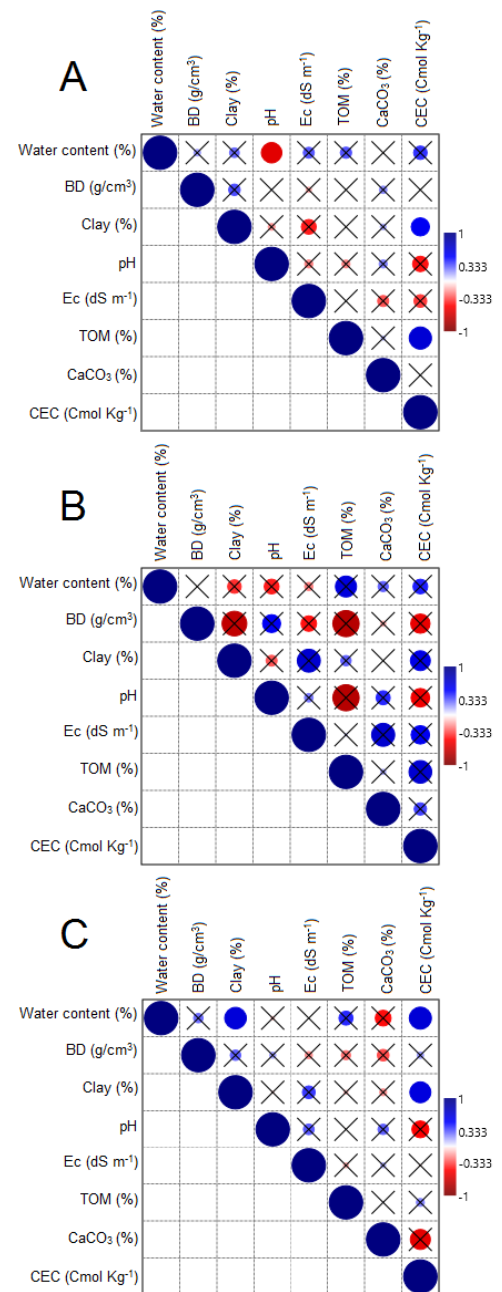 A
Water content (%)
BD (g/cm³)
Clay (%)
pH
Ec (dS m⁻¹)
TOM (%)
CaCO₃ (%)
CEC (Cmol Kg⁻¹)
Water content (%)
BD (g/cm³)
Clay (%)
pH
Ec (dS m⁻¹)
TOM (%)
CaCO₃ (%)
CEC (Cmol Kg⁻¹)
1
0.333
-0.333
-1
B
Water content (%)
BD (g/cm³)
Clay (%)
pH
Ec (dS m⁻¹)
TOM (%)
CaCO₃ (%)
CEC (Cmol Kg⁻¹)
Water content (%)
BD (g/cm³)
Clay (%)
pH
Ec (dS m⁻¹)
TOM (%)
CaCO₃ (%)
CEC (Cmol Kg⁻¹)
1
0.333
-0.333
-1
C
Water content (%)
BD (g/cm³)
Clay (%)
pH
Ec (dS m⁻¹)
TOM (%)
CaCO₃ (%)
CEC (Cmol Kg⁻¹)
Water content (%)
BD (g/cm³)
Clay (%)
pH
Ec (dS m⁻¹)
TOM (%)
CaCO₃ (%)
CEC (Cmol Kg⁻¹)
1
0.333
-0.333
-1